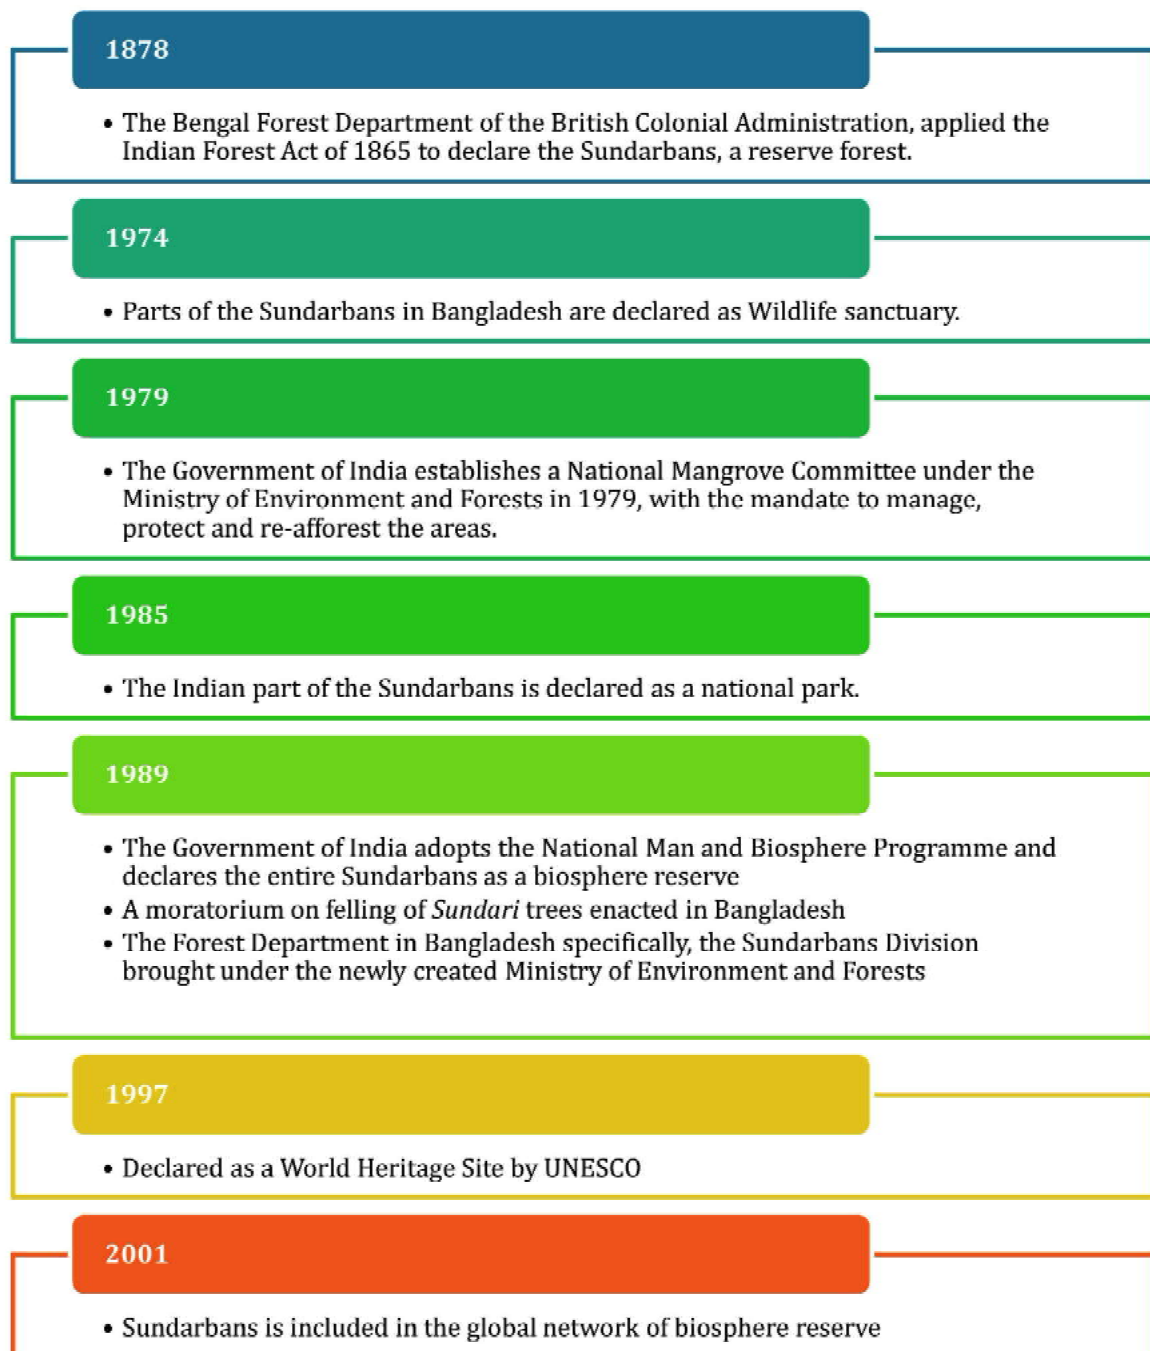 1878
• The Bengal Forest Department of the British Colonial Administration, applied the
Indian Forest Act of 1865 to declare the Sundarbans, a reserve forest.
1974
• Parts of the Sundarbans in Bangladesh are declared as Wildlife sanctuary.
1979
• The Government of India establishes a National Mangrove Committee under the
Ministry of Environment and Forests in 1979, with the mandate to manage,
protect and re-afforest the areas.
1985
• The Indian part of the Sundarbans is declared as a national park.
1989
• The Government of India adopts the National Man and Biosphere Programme and
declares the entire Sundarbans as a biosphere reserve
• A moratorium on felling of Sundari trees enacted in Bangladesh
• The Forest Department in Bangladesh specifically, the Sundarbans Division
brought under the newly created Ministry of Environment and Forests
1997
• Declared as a World Heritage Site by UNESCO
2001
• Sundarbans is included in the global network of biosphere reserve